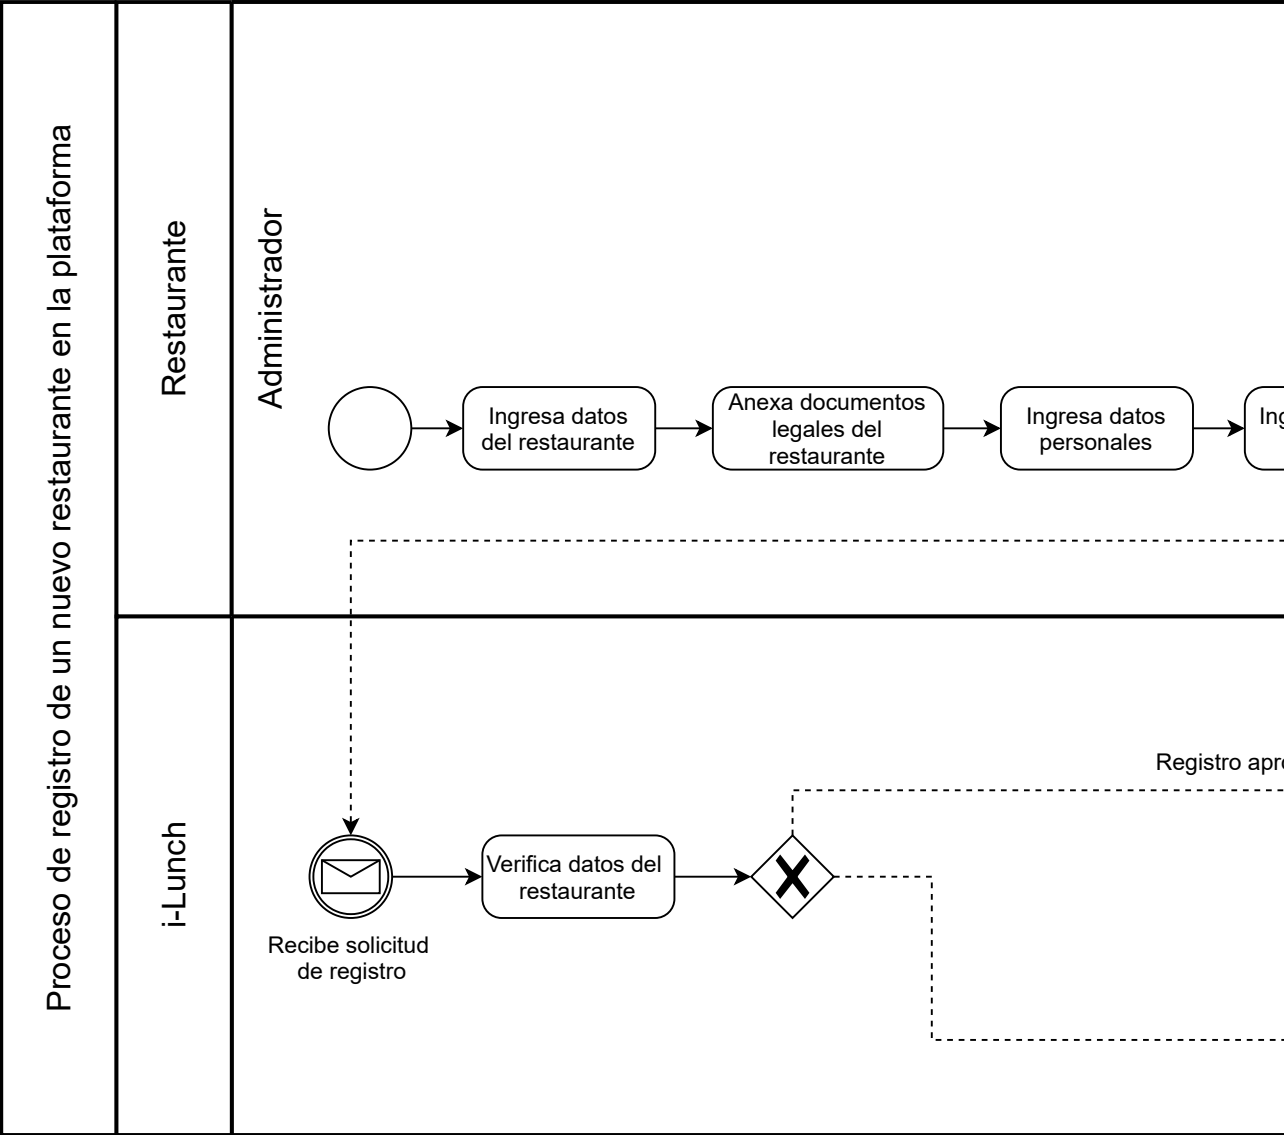 Proceso de registro de un nuevo restaurante en la plataforma
Restaurante
Administrador
Ingresa datos
del restaurante
Anexa documentos
legales del
restaurante
Ingresa datos
personales
i-Lunch
Registro
Verifica datos del
restaurante
Recibe solicitud
de registro